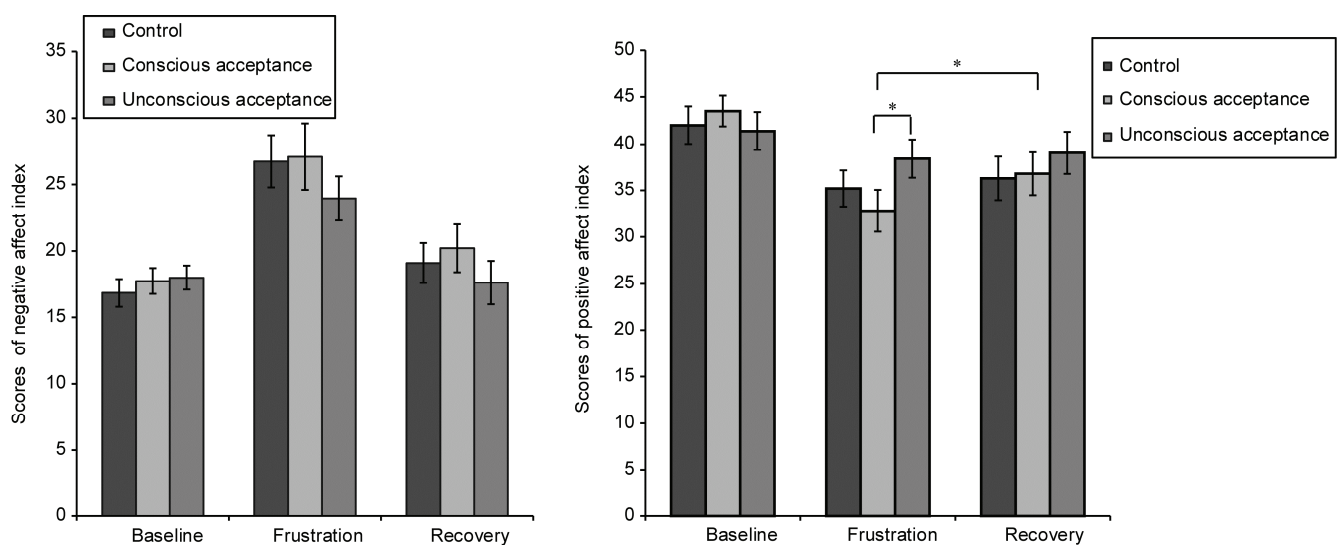 Control
Conscious acceptance
Unconscious acceptance
Scores of negative affect index
35
30
25
20
15
10
5
0
Baseline
Frustration
Recovery
Control
Conscious acceptance
Unconscious acceptance
Scores of positive affect index
50
45
40
35
30
25
20
15
10
5
0
*
*
Baseline
Frustration
Recovery